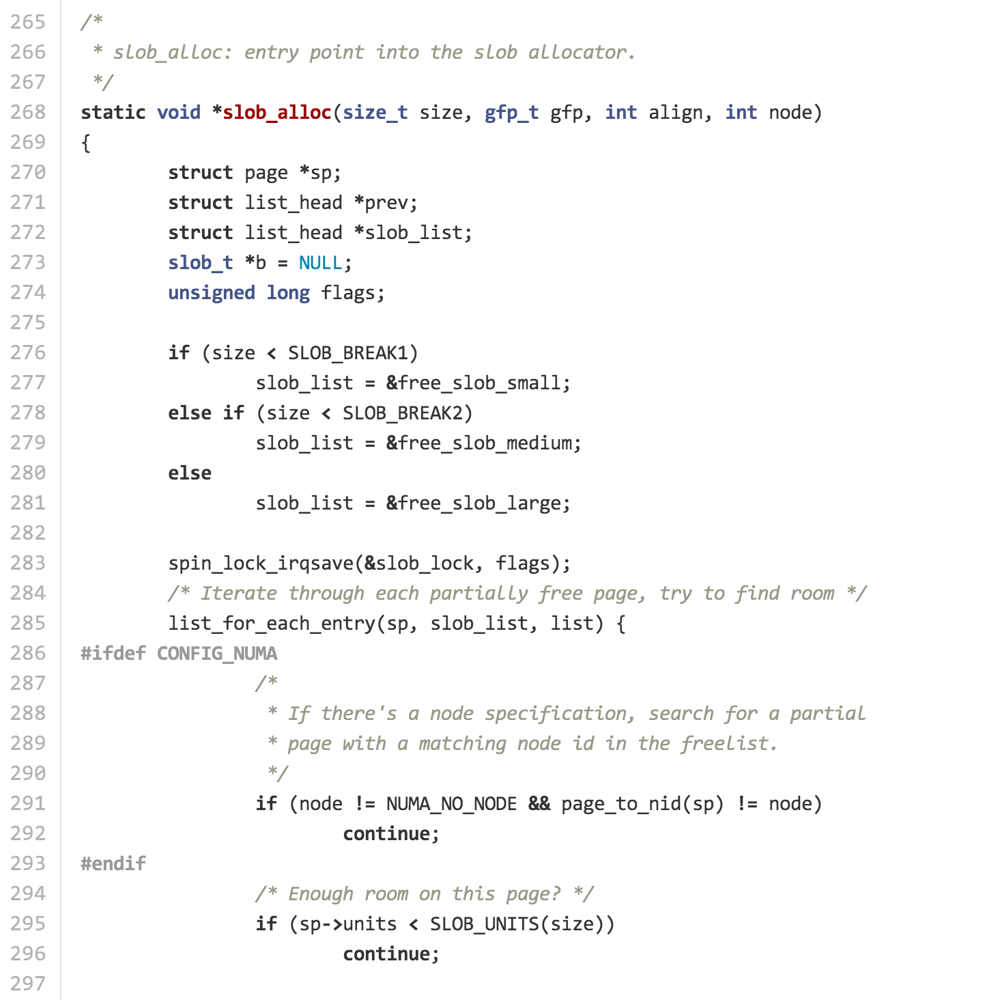 265 /*
266  * slob_alloc: entry point into the slob allocator.
267  */
268 static void *slob_alloc(size_t size, gfp_t gfp, int align, int node)
269 {
270         struct page *sp;
271         struct list_head *prev;
272         struct list_head *slob_list;
273         slob_t *b = NULL;
274         unsigned long flags;
275
276         if (size < SLOB_BREAK1)
277                 slob_list = &free_slob_small;
278         else if (size < SLOB_BREAK2)
279                 slob_list = &free_slob_medium;
280         else
281                 slob_list = &free_slob_large;
282
283         spin_lock_irqsave(&slob_lock, flags);
284         /* Iterate through each partially free page, try to find room */
285         list_for_each_entry(sp, slob_list, list) {
286 #ifdef CONFIG_NUMA
287                 /*
288                  * If there's a node specification, search for a partial
289                  * page with a matching node id in the freelist.
290                  */
291                 if (node != NUMA_NO_NODE && page_to_nid(sp) != node)
292                         continue;
293 #endif
294                 /* Enough room on this page? */
295                 if (sp->units < SLOB_UNITS(size))
296                         continue;
297